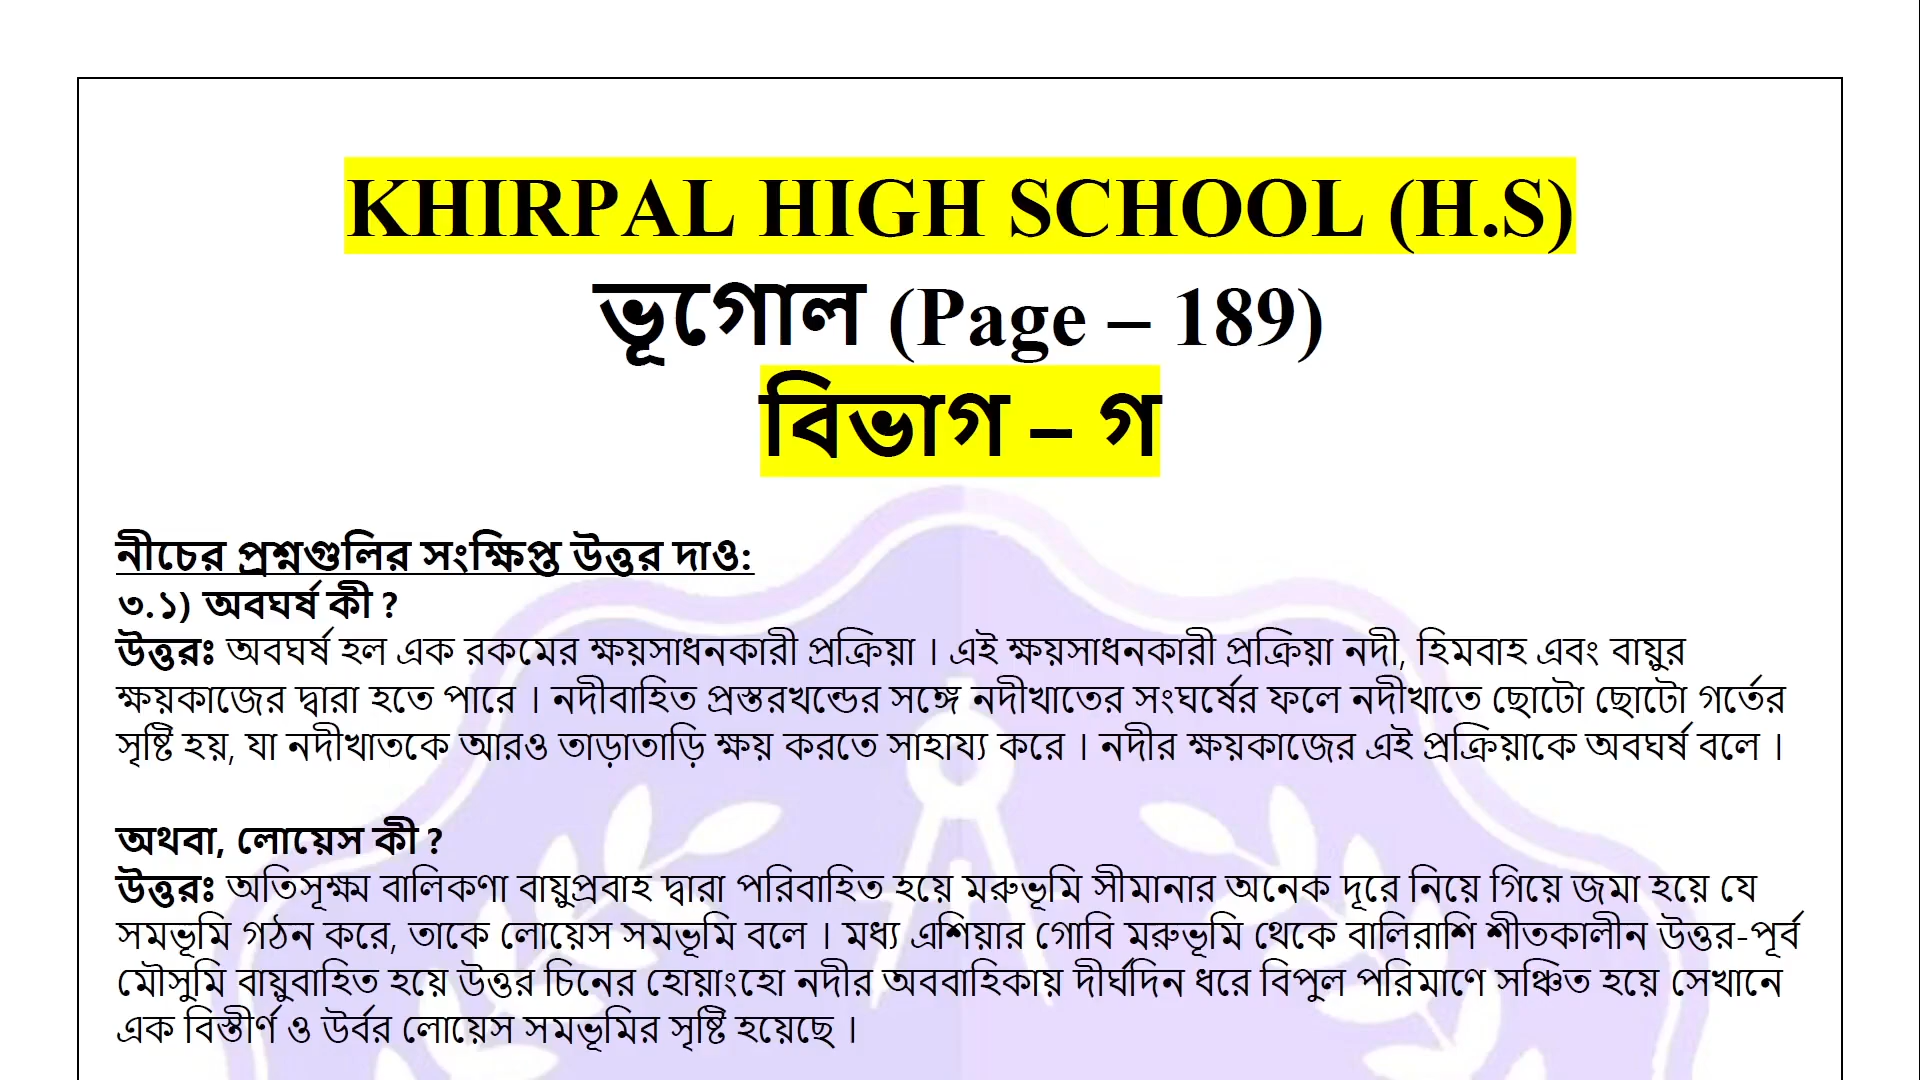 KHIRPAL HIGH SCHOOL (H.S)
ভূগোল (Page – 189)
বিভাগ – গ
নীচের প্রশ্নগুলির সংক্ষিপ্ত উত্তর দাও:
৩.১) অবঘর্ষ কী ?
উত্তরঃ অবঘর্ষ হল এক রকমের ক্ষয়সাধনকারী প্রক্রিয়া । এই ক্ষয়সাধনকারী প্রক্রিয়া নদী, হিমবাহ এবং বায়ুর
ক্ষয়কাজের দ্বারা হতে পারে । নদীবাহিত প্রস্তরখন্ডের সঙ্গে নদীখাতের সংঘর্ষের ফলে নদীখাতে ছোটো ছোটো গর্তের
সৃষ্টি হয়, যা নদীখাতকে আরও তাড়াতাড়ি ক্ষয় করতে সাহায্য করে । নদীর ক্ষয়কাজের এই প্রক্রিয়াকে অবঘর্ষ বলে ।
অথবা, লোয়েস কী ?
উত্তরঃ অতিসূক্ষ্ম বালিকণা বায়ুপ্রবাহ দ্বারা পরিবাহিত হয়ে মরুভূমি সীমানার অনেক দূরে নিয়ে গিয়ে জমা হয়ে যে
সমভূমি গঠন করে, তাকে লোয়েস সমভূমি বলে । মধ্য এশিয়ার গোবি মরুভূমি থেকে বালিরাশি শীতকালীন উত্তর-পূর্ব
মৌসুমি বায়ুবাহিত হয়ে উত্তর চিনের হোয়াংহো নদীর অববাহিকায় দীর্ঘদিন ধরে বিপুল পরিমাণে সঞ্চিত হয়ে সেখানে
এক বিস্তীর্ণ ও উর্বর লোয়েস সমভূমির সৃষ্টি হয়েছে ।